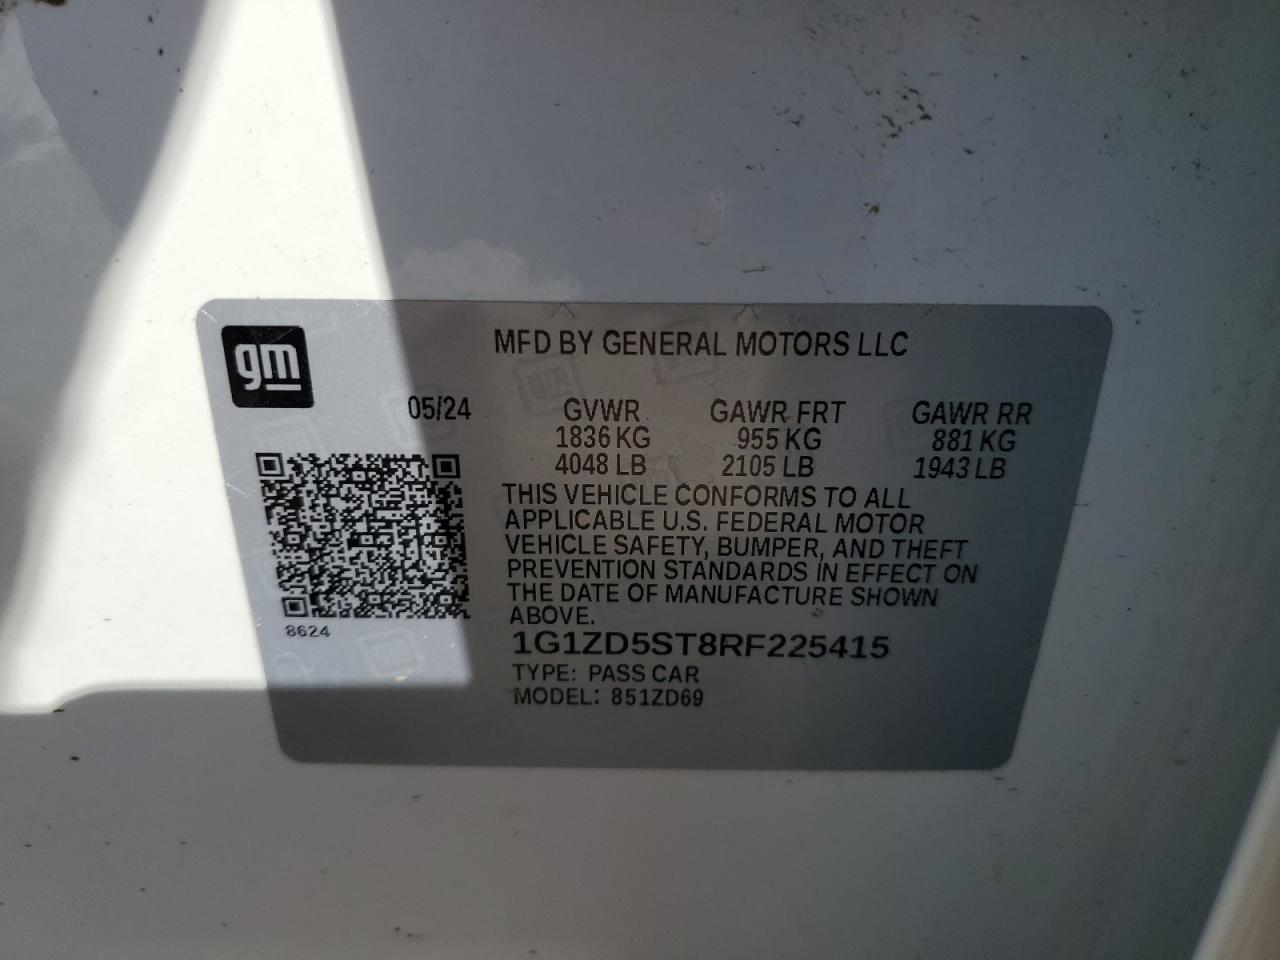 gm
MFD BY GENERAL MOTORS LLC
05/24 GVWR GAWR FRT GAWR RR
1836 KG 955 KG 881 KG
4048 LB 2105 LB 1943 LB
THIS VEHICLE CONFORMS TO ALL
APPLICABLE U.S. FEDERAL MOTOR
VEHICLE SAFETY, BUMPER, AND THEFT
PREVENTION STANDARDS IN EFFECT ON
THE DATE OF MANUFACTURE SHOWN
ABOVE.
8624
1G1ZD5ST8RF225415
TYPE: PASS CAR
MODEL: 851ZD69